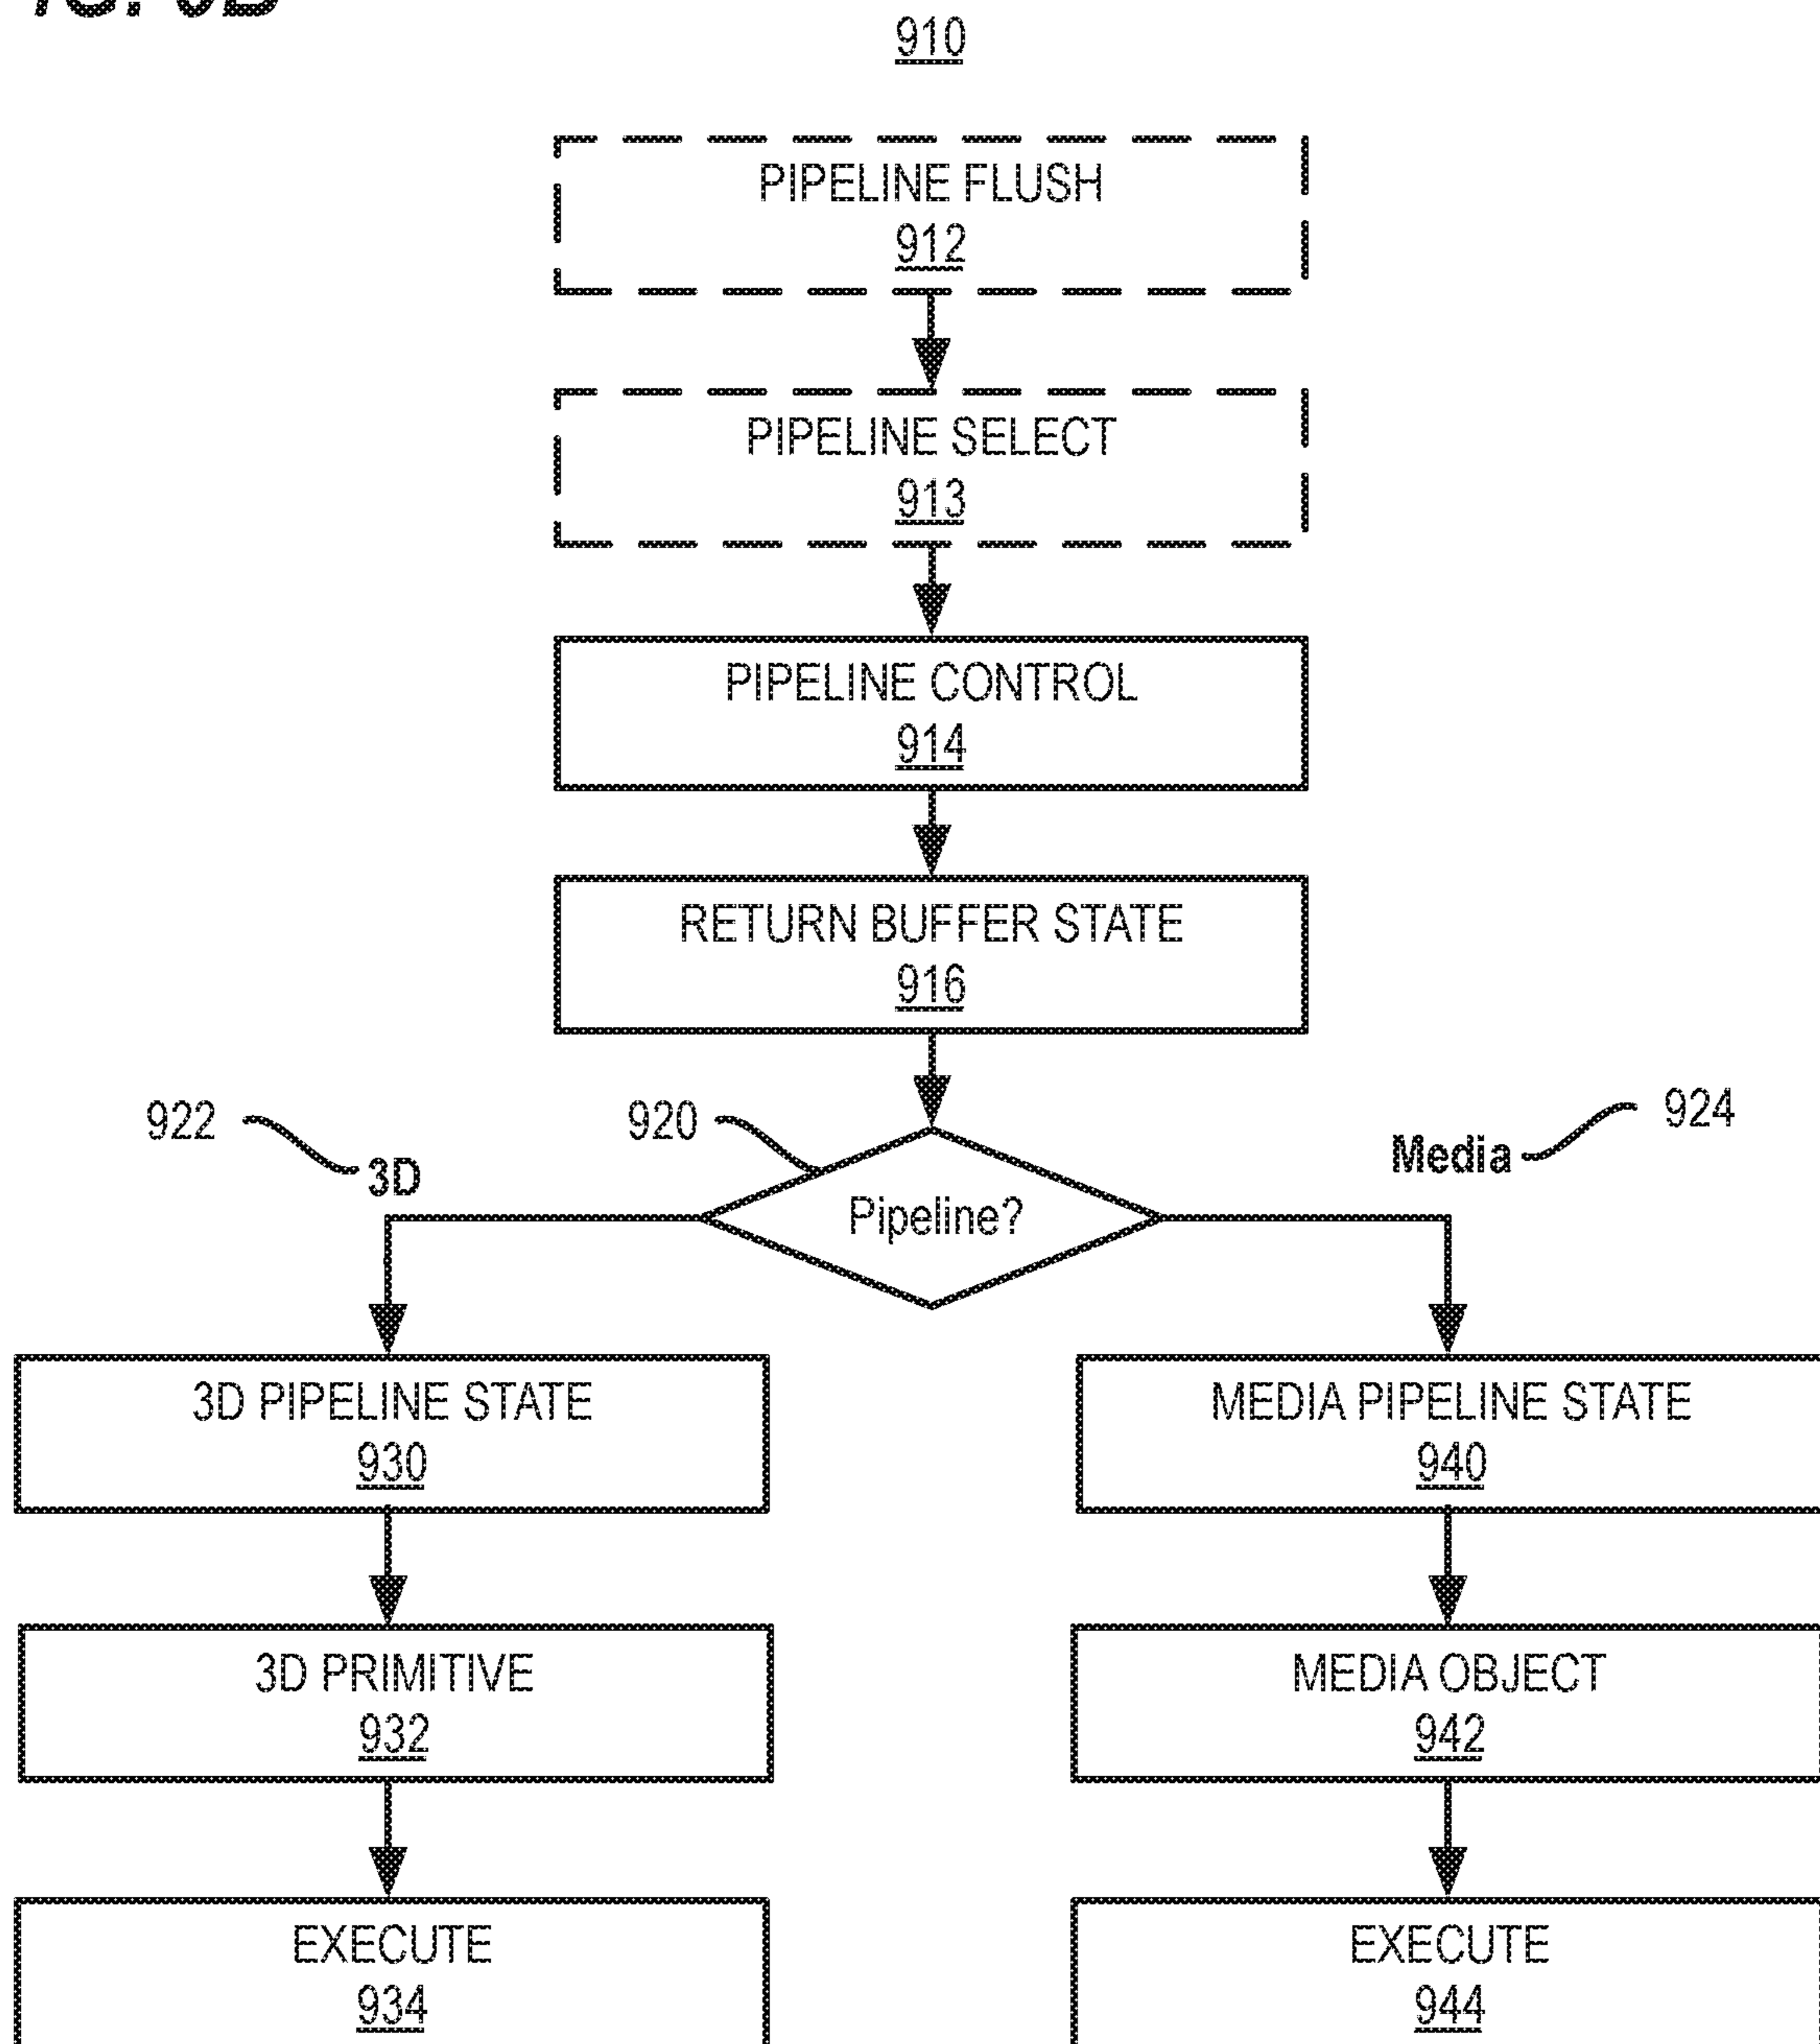 910
PIPELINE FLUSH
912
PIPELINE SELECT
913
PIPELINE CONTROL
914
RETURN BUFFER STATE
916
922
920
924
3D
Media
Pipeline?
3D PIPELINE STATE
930
MEDIA PIPELINE STATE
940
3D PRIMITIVE
932
MEDIA OBJECT
942
EXECUTE
934
EXECUTE
944